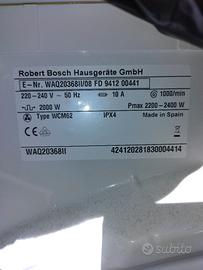 Robert Bosch Hausgeräte GmbH
E-Nr. WAQ20368II/08 FD 9412 00441
220-240 V ~ 50 Hz 10 A 1000/min
2000 W Pmax 2200-2400 W
Type WCM62 IPX4 Made in Spain
WAQ20368II 424120281830004414
subito